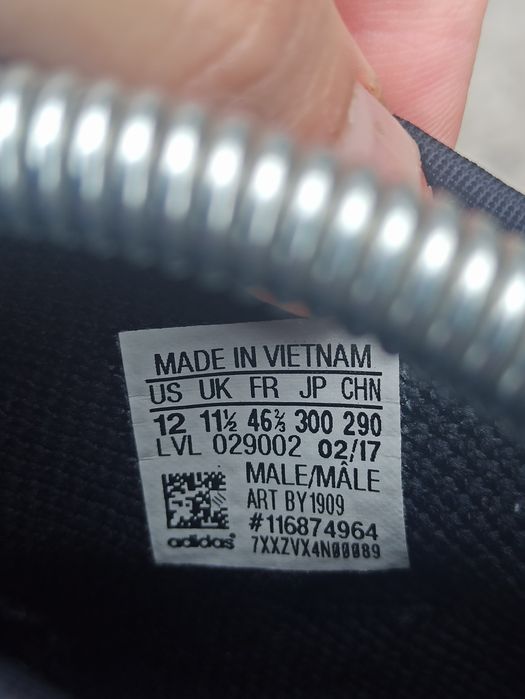 MADE IN VIETNAM
US UK FR JP CHN
12 11½ 46⅔ 300 290
LVL 029002 02/17
MALE/MÂLE
ART BY1909
#116874964
adidas 7XXZVX4N00089